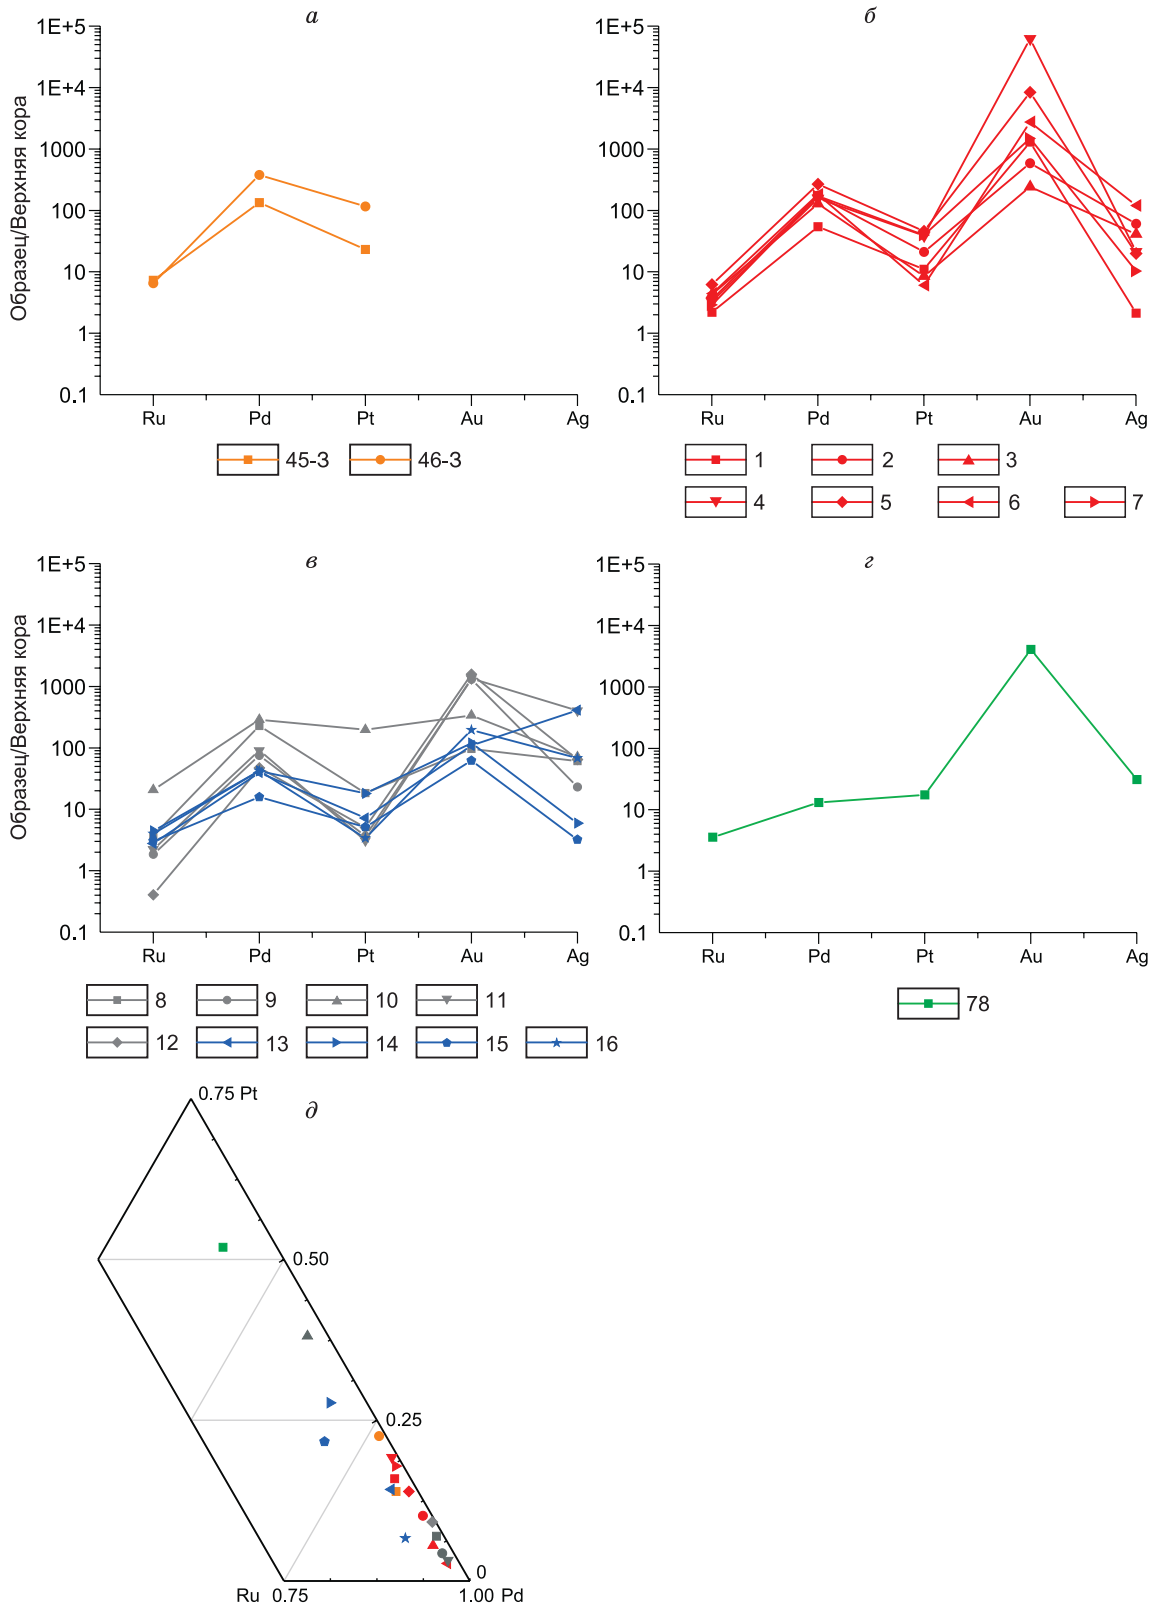 а
Образец/Верхняя кора
1E+5
1E+4
1000
100
10
1
0.1
Ru Pd Pt Au Ag
45-3 46-3
б
1E+5
1E+4
1000
100
10
1
0.1
Ru Pd Pt Au Ag
1 2 3
4 5 6 7
в
Образец/Верхняя кора
1E+5
1E+4
1000
100
10
1
0.1
Ru Pd Pt Au Ag
8 9 10 11
12 13 14 15 16
г
1E+5
1E+4
1000
100
10
1
0.1
Ru Pd Pt Au Ag
78
д
0.75 Pt
0.50
0.25
0
Ru 0.75 1.00 Pd